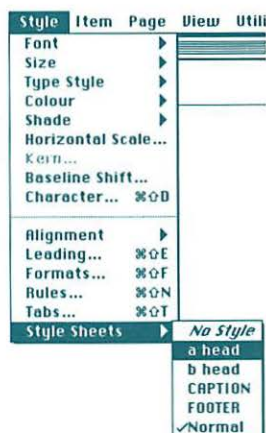 Style Item Page View Utili
Font ▶
Size ▶
Type Style ▶
Colour ▶
Shade ▶
Horizontal Scale...
Kern...
Baseline Shift...
Character... ⌘⇧D
Alignment ▶
Leading... ⌘⇧E
Formats... ⌘⇧F
Rules... ⌘⇧N
Tabs... ⌘⇧T
Style Sheets ▶
No Style
a head
b head
CAPTION
FOOTER
✓Normal